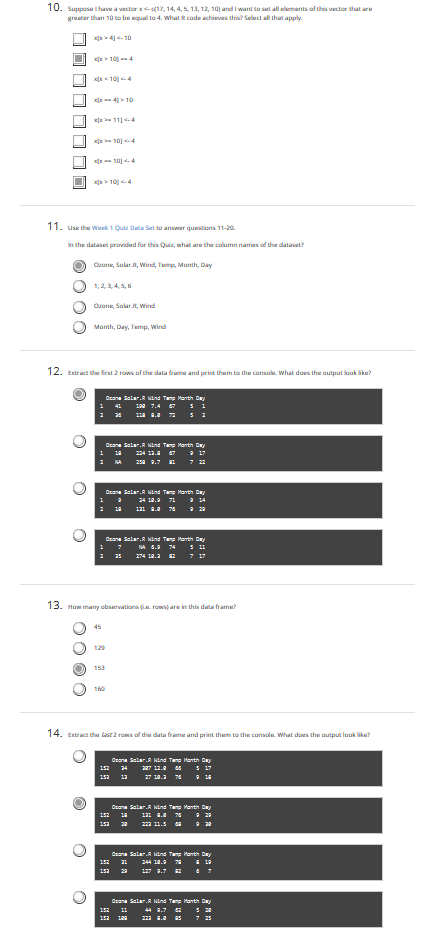 10. Suppose I have a vector x <- c(17, 14, 4, 5, 13, 12, 10) and I want to set all elements of this vector that are
greater than 10 to be equal to 4. What R code achieves this? Select all that apply.
x[x > 4] <- 10
x[x > 10] == 4
x[x < 10] <- 4
x[x == 4] > 10
x[x >= 11] <- 4
x[x >= 10] <- 4
x[x == 10] <- 4
x[x > 10] <- 4
11. Use the Week 1 Quiz Data Set to answer questions 11-20.
In the dataset provided for this Quiz, what are the column names of the dataset?
Ozone, Solar.R, Wind, Temp, Month, Day
1, 2, 3, 4, 5, 6
Ozone, Solar.R, Wind
Month, Day, Temp, Wind
12. Extract the first 2 rows of the data frame and print them to the console. What does the output look like?
Ozone Solar.R Wind Temp Month Day
1 41 190 7.4 67 5 1
2 36 118 8.0 72 5 2
Ozone Solar.R Wind Temp Month Day
1 18 224 13.8 67 9 17
2 NA 258 9.7 81 7 22
Ozone Solar.R Wind Temp Month Day
1 9 24 10.9 71 9 14
2 18 131 8.0 76 9 29
Ozone Solar.R Wind Temp Month Day
1 7 NA 6.9 74 5 11
2 35 274 10.3 82 7 17
13. How many observations (i.e. rows) are in this data frame?
45
129
153
160
14. Extract the last 2 rows of the data frame and print them to the console. What does the output look like?
Ozone Solar.R Wind Temp Month Day
152 34 307 12.0 66 5 17
153 13 27 10.3 76 9 18
Ozone Solar.R Wind Temp Month Day
152 18 131 8.0 76 9 29
153 20 223 11.5 68 9 30
Ozone Solar.R Wind Temp Month Day
152 31 244 10.9 78 8 19
153 29 127 9.7 82 6 7
Ozone Solar.R Wind Temp Month Day
152 11 44 9.7 62 5 20
153 108 223 8.0 85 7 25